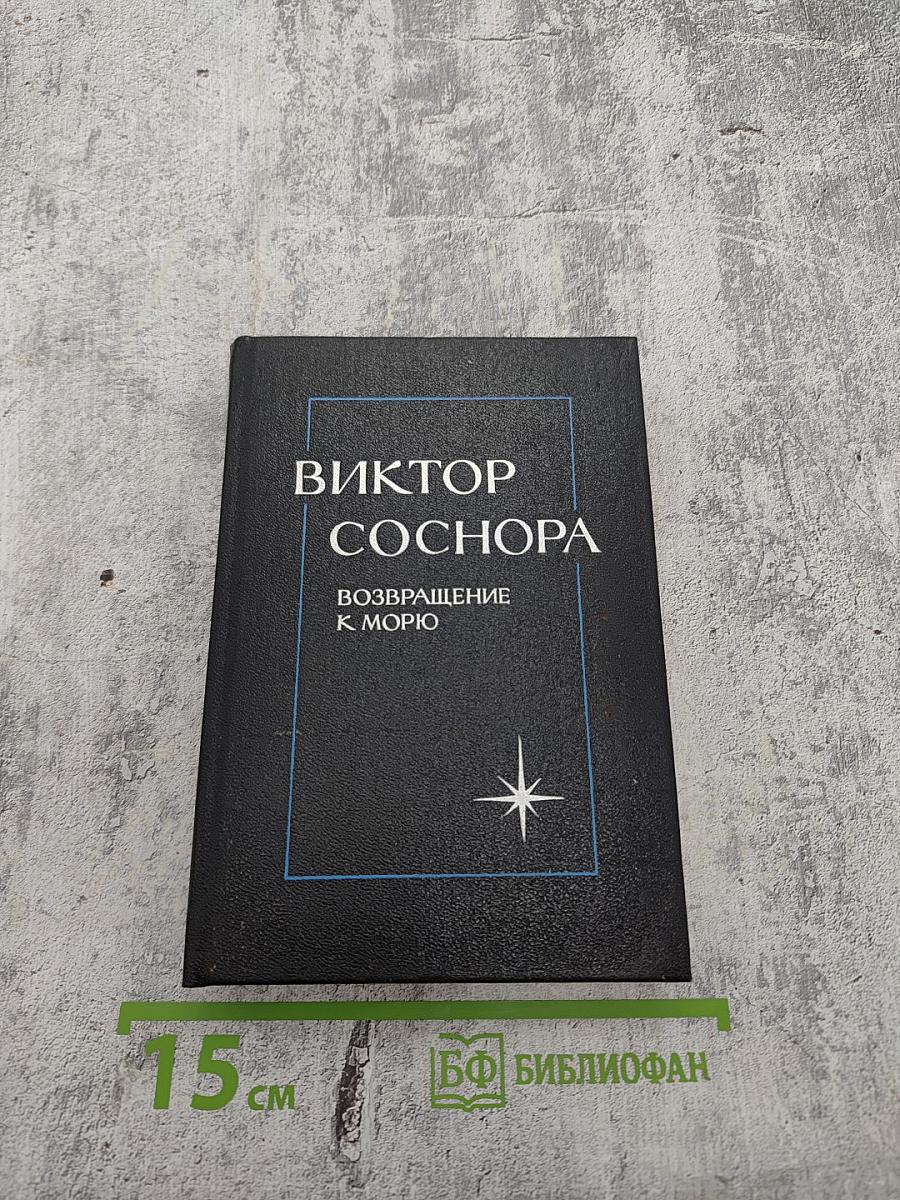 ВИКТОР
СОСНОРА
ВОЗВРАЩЕНИЕ
К МОРЮ
15 см
БФ БИБЛИОФАН